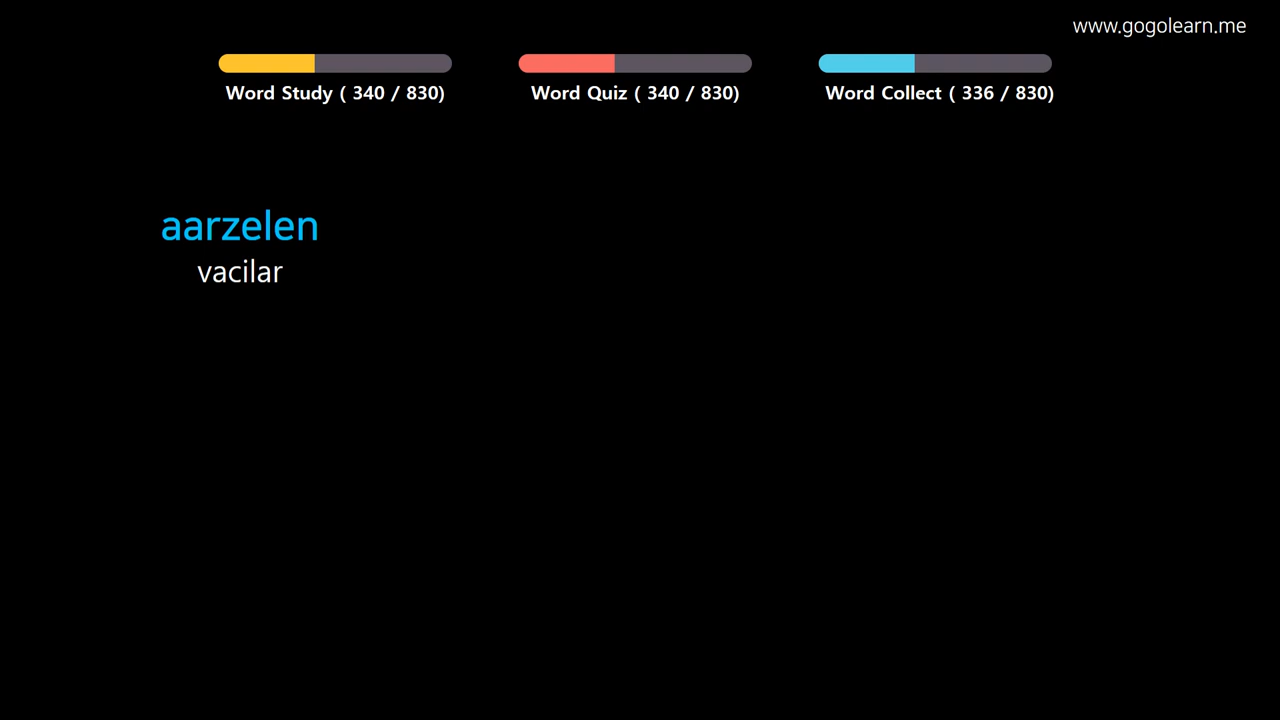 www.gogolearn.me
Word Study ( 340 / 830)
Word Quiz ( 340 / 830)
Word Collect ( 336 / 830)
aarzelen
vacilar